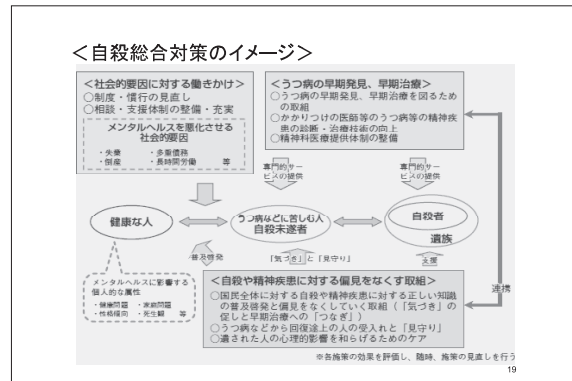 ＜自殺総合対策のイメージ＞
＜社会的要因に対する働きかけ＞
○制度・慣行の見直し
○相談・支援体制の整備・充実
メンタルヘルスを悪化させる
社会的要因
・失業　・多重債務
・倒産　・長時間労働　等
＜うつ病の早期発見、早期治療＞
○うつ病の早期発見、早期治療を図るため
の取組
○かかりつけの医師等のうつ病等の精神疾
患の診断・治療技術の向上
○精神科医療提供体制の整備
専門的サー
ビスの提供
専門的サー
ビスの提供
健康な人
うつ病などに苦しむ人
自殺未遂者
自殺者
遺族
普及啓発
「気づき」と「見守り」
支援
連携
メンタルヘルスに影響する
個人的な属性
・健康問題　・家庭問題
・性格傾向　・死生観　等
＜自殺や精神疾患に対する偏見をなくす取組＞
○国民全体に対する自殺や精神疾患に対する正しい知識
の普及啓発と偏見をなくしていく取組（「気づき」の
促しと早期治療への「つなぎ」）
○うつ病などから回復途上の人の受入れと「見守り」
○遺された人の心理的影響を和らげるためのケア
※各施策の効果を評価し、随時、施策の見直しを行う
19